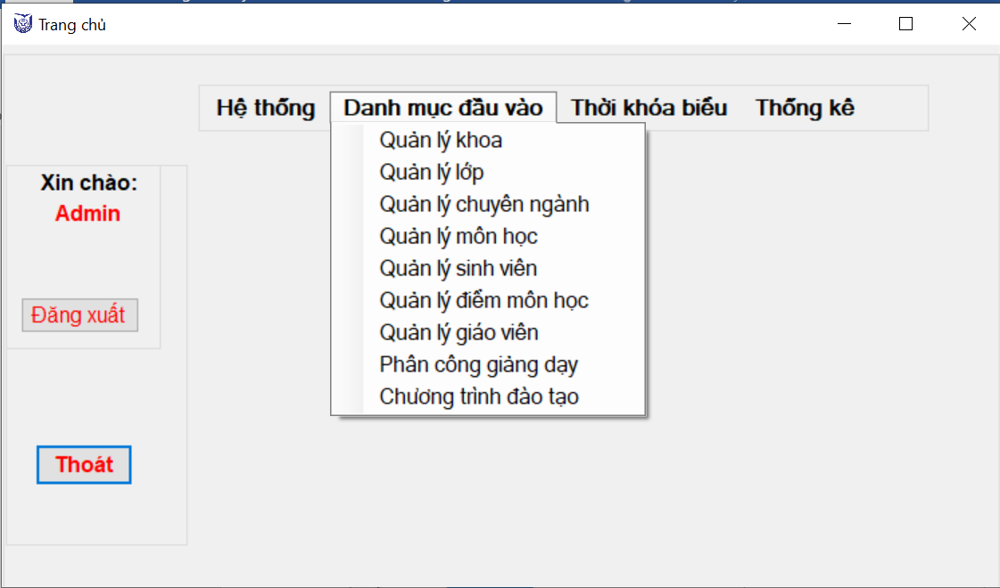 Trang chủ
Hệ thống Danh mục đầu vào Thời khóa biểu Thống kê
Quản lý khoa
Quản lý lớp
Quản lý chuyên ngành
Quản lý môn học
Quản lý sinh viên
Quản lý điểm môn học
Quản lý giáo viên
Phân công giảng dạy
Chương trình đào tạo
Xin chào:
Admin
Đăng xuất
Thoát